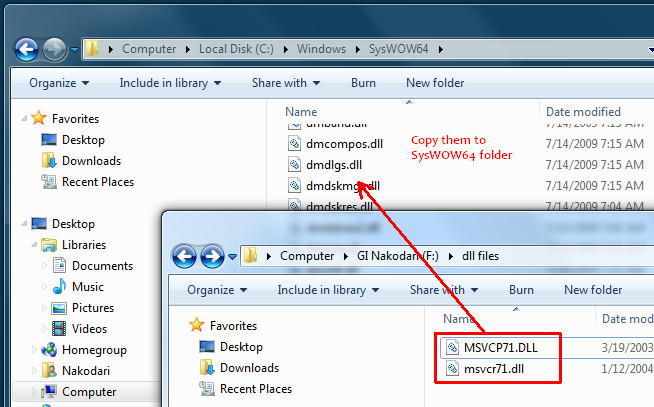 Computer ▸ Local Disk (C:) ▸ Windows ▸ SysWOW64 ▸
Organize ▾ Include in library ▾ Share with ▾ Burn New folder
Favorites
Desktop
Downloads
Recent Places
Desktop
Libraries
Documents
Music
Pictures
Videos
Homegroup
Nakodari
Computer
Name Date modified
7/14/2009 7:15 AM
dmcompos.dll 7/14/2009 7:15 AM
dmdlgs.dll 7/14/2009 7:15 AM
7/14/2009 7:15 AM
dmdskres.dll 7/14/2009 7:04 AM
Copy them to
SysWOW64 folder
Computer ▸ GI Nakodari (F:) ▸ dll files
Organize ▾ Include in library ▾ Share with ▾ Burn New folder
Favorites
Desktop
Downloads
Recent Places
Name Date modified
MSVCP71.DLL 3/19/2003
msvcr71.dll 1/12/2004